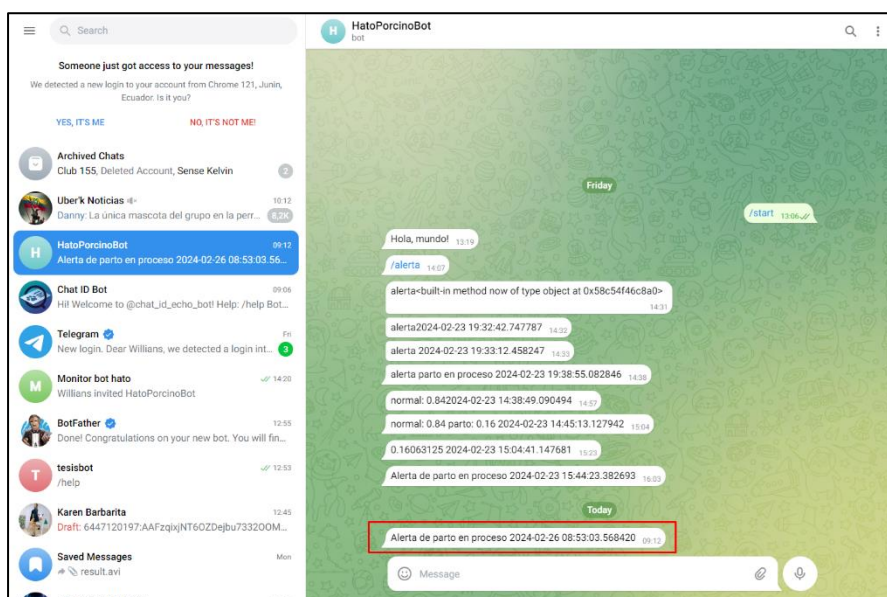 Search
Someone just got access to your messages!
We detected a new login to your account from Chrome 121, Junin,
Ecuador. Is it you?
YES, IT'S ME
NO, IT'S NOT ME!
Archived Chats
Club 155, Deleted Account, Sense Kelvin
2
Uber'k Noticias
10:12
Danny: La única mascota del grupo en la perr...
8,2K
H
HatoPorcinoBot
09:12
Alerta de parto en proceso 2024-02-26 08:53:03.56...
Chat ID Bot
09:06
Hi! Welcome to @chat_id_echo_bot! Help: /help Bot...
Telegram
Fri
New login. Dear Willians, we detected a login int...
3
M
Monitor bot hato
14:20
Willians invited HatoPorcinoBot
BotFather
12:55
Done! Congratulations on your new bot. You will fin...
T
tesisbot
12:53
/help
Karen Barbarita
12:45
Draft:
Saved Messages
Mon
result.avi
H
HatoPorcinoBot
bot
Friday
/start 13:06
Hola, mundo! 13:19
/alerta 14:07
alerta<built-in method now of type object at 0x58c54f46c8a0>
14:31
alerta2024-02-23 19:32:42.747787 14:32
alerta 2024-02-23 19:33:12.458247 14:33
alerta parto en proceso 2024-02-23 19:38:55.082846 14:38
normal: 0.842024-02-23 14:38:49.090494 14:57
normal: 0.84 parto: 0.16 2024-02-23 14:45:13.127942 15:04
0.16063125 2024-02-23 15:04:41.147681 15:23
Alerta de parto en proceso 2024-02-23 15:44:23.382693 16:03
Today
Alerta de parto en proceso 2024-02-26 08:53:03.568420 09:12
Message